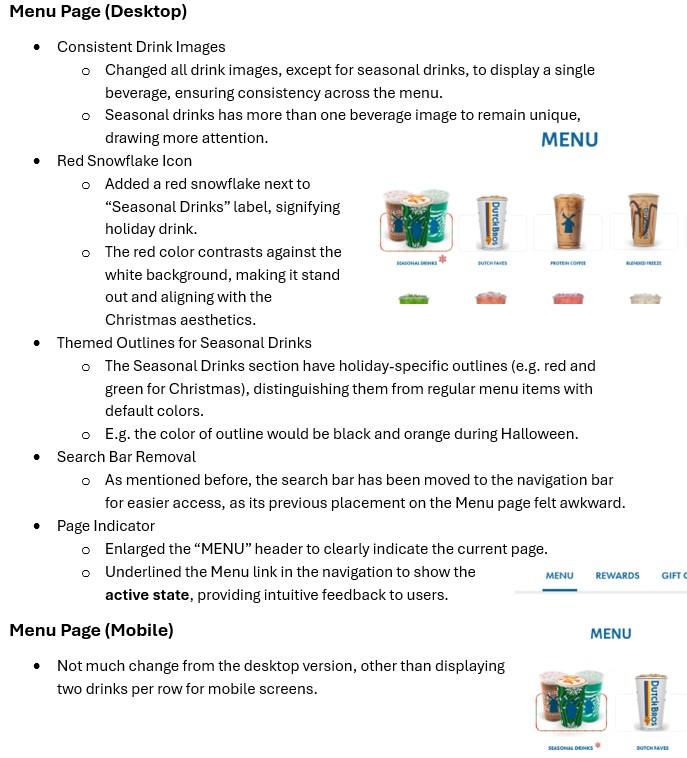 Menu Page (Desktop)
• Consistent Drink Images
o Changed all drink images, except for seasonal drinks, to display a single
beverage, ensuring consistency across the menu.
o Seasonal drinks has more than one beverage image to remain unique,
drawing more attention.
MENU
• Red Snowflake Icon
o Added a red snowflake next to
“Seasonal Drinks” label, signifying
holiday drink.
o The red color contrasts against the
white background, making it stand
out and aligning with the
Christmas aesthetics.
DUTCH BROS
SEASONAL DRINKS
DUTCH FAVES
PROTEIN COFFEE
BLENDED FREEZE
• Themed Outlines for Seasonal Drinks
o The Seasonal Drinks section have holiday-specific outlines (e.g. red and
green for Christmas), distinguishing them from regular menu items with
default colors.
o E.g. the color of outline would be black and orange during Halloween.
• Search Bar Removal
o As mentioned before, the search bar has been moved to the navigation bar
for easier access, as its previous placement on the Menu page felt awkward.
• Page Indicator
o Enlarged the “MENU” header to clearly indicate the current page.
o Underlined the Menu link in the navigation to show the
active state, providing intuitive feedback to users.
MENU REWARDS GIFT
Menu Page (Mobile)
• Not much change from the desktop version, other than displaying
two drinks per row for mobile screens.
MENU
DUTCH BROS
SEASONAL DRINKS
DUTCH FAVES